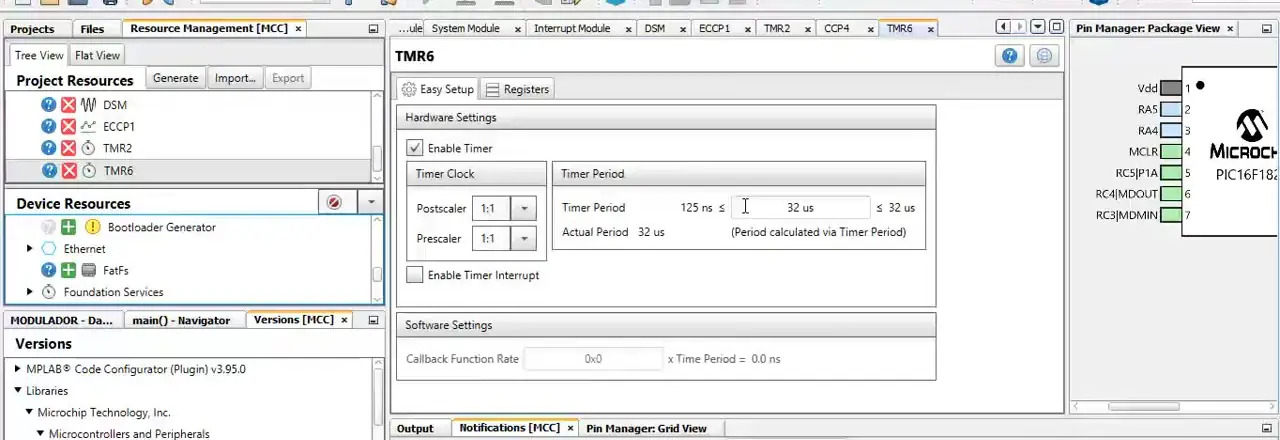 Projects Files Resource Management [MCC] ×
...ule System Module × Interrupt Module × DSM × ECCP1 × TMR2 × CCP4 × TMR6 ×
Pin Manager: Package View ×
Tree View Flat View
Project Resources Generate Import... Export
DSM
ECCP1
TMR2
TMR6
Device Resources
Bootloader Generator
Ethernet
FatFs
Foundation Services
MODULADOR - Da... main() - Navigator Versions [MCC] ×
Versions
MPLAB® Code Configurator (Plugin) v3.95.0
Libraries
Microchip Technology, Inc.
Microcontrollers and Peripherals
TMR6
Easy Setup Registers
Hardware Settings
Enable Timer
Timer Clock
Postscaler 1:1
Prescaler 1:1
Timer Period
Timer Period 125 ns ≤ 32 us ≤ 32 us
Actual Period 32 us (Period calculated via Timer Period)
Enable Timer Interrupt
Software Settings
Callback Function Rate 0x0 x Time Period = 0.0 ns
Output Notifications [MCC] × Pin Manager: Grid View
Vdd 1
RA5 2
RA4 3
MCLR 4
RC5|P1A 5
RC4|MDOUT 6
RC3|MDMIN 7
MICROCH
PIC16F182